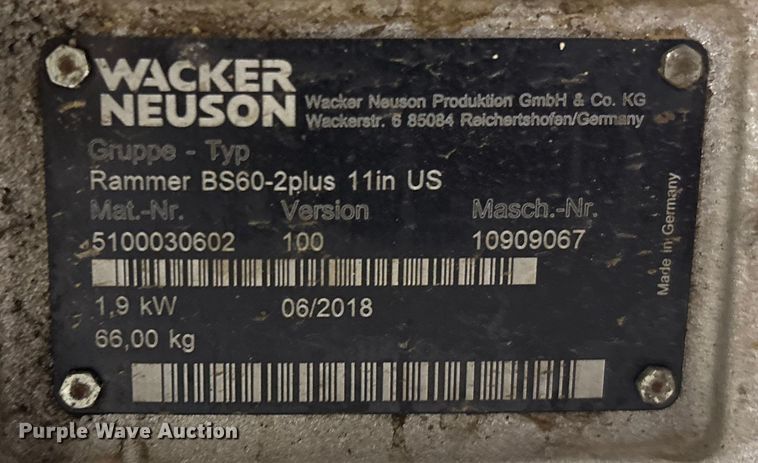 WACKER
NEUSON
Wacker Neuson Produktion GmbH & Co. KG
Wackerstr. 6 85084 Reichertshofen/Germany
Gruppe - Typ
Rammer BS60-2plus 11in US
Mat.-Nr. Version Masch.-Nr.
5100030602 100 10909067
1,9 kW 06/2018
66,00 kg
Made in Germany
Purple Wave Auction